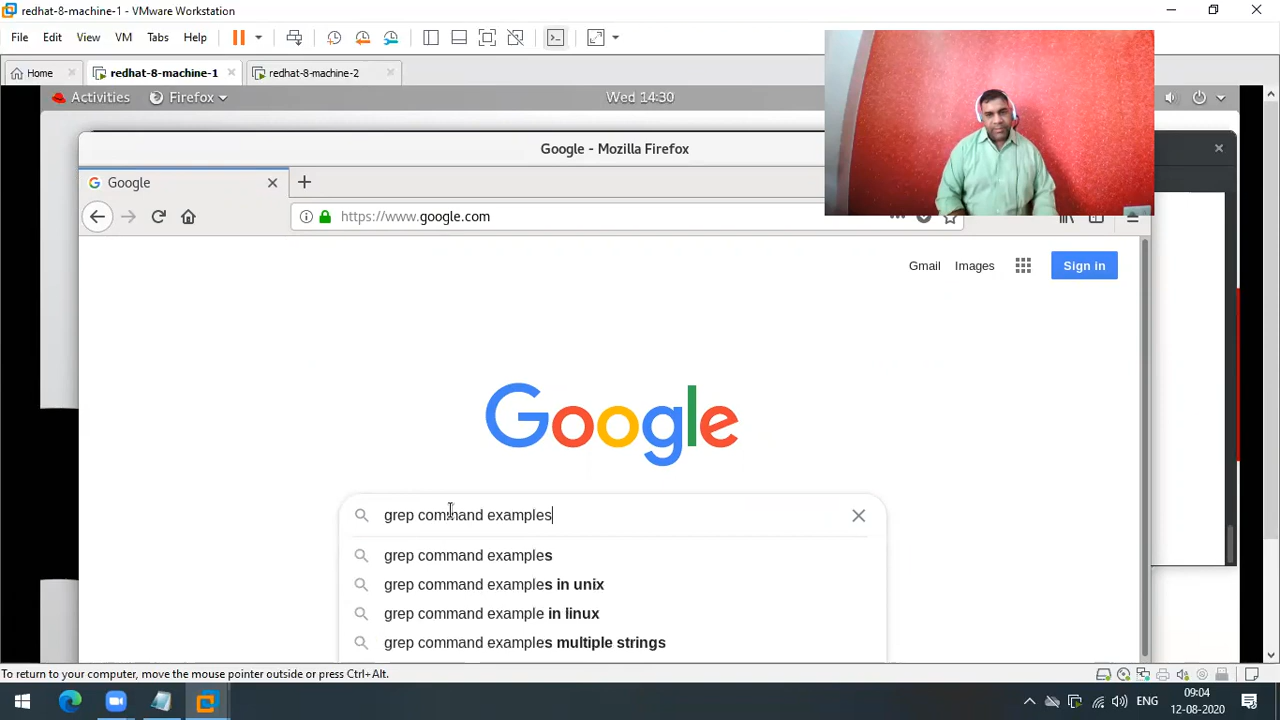 redhat-8-machine-1 - VMware Workstation
File Edit View VM Tabs Help
Home redhat-8-machine-1 redhat-8-machine-2
Activities Firefox Wed 14:30
Google - Mozilla Firefox
Google
https://www.google.com
Gmail Images Sign in
Google
grep command examples
grep command examples
grep command examples in unix
grep command example in linux
grep command examples multiple strings
To return to your computer, move the mouse pointer outside or press Ctrl+Alt.
ENG 09:04
12-08-2020